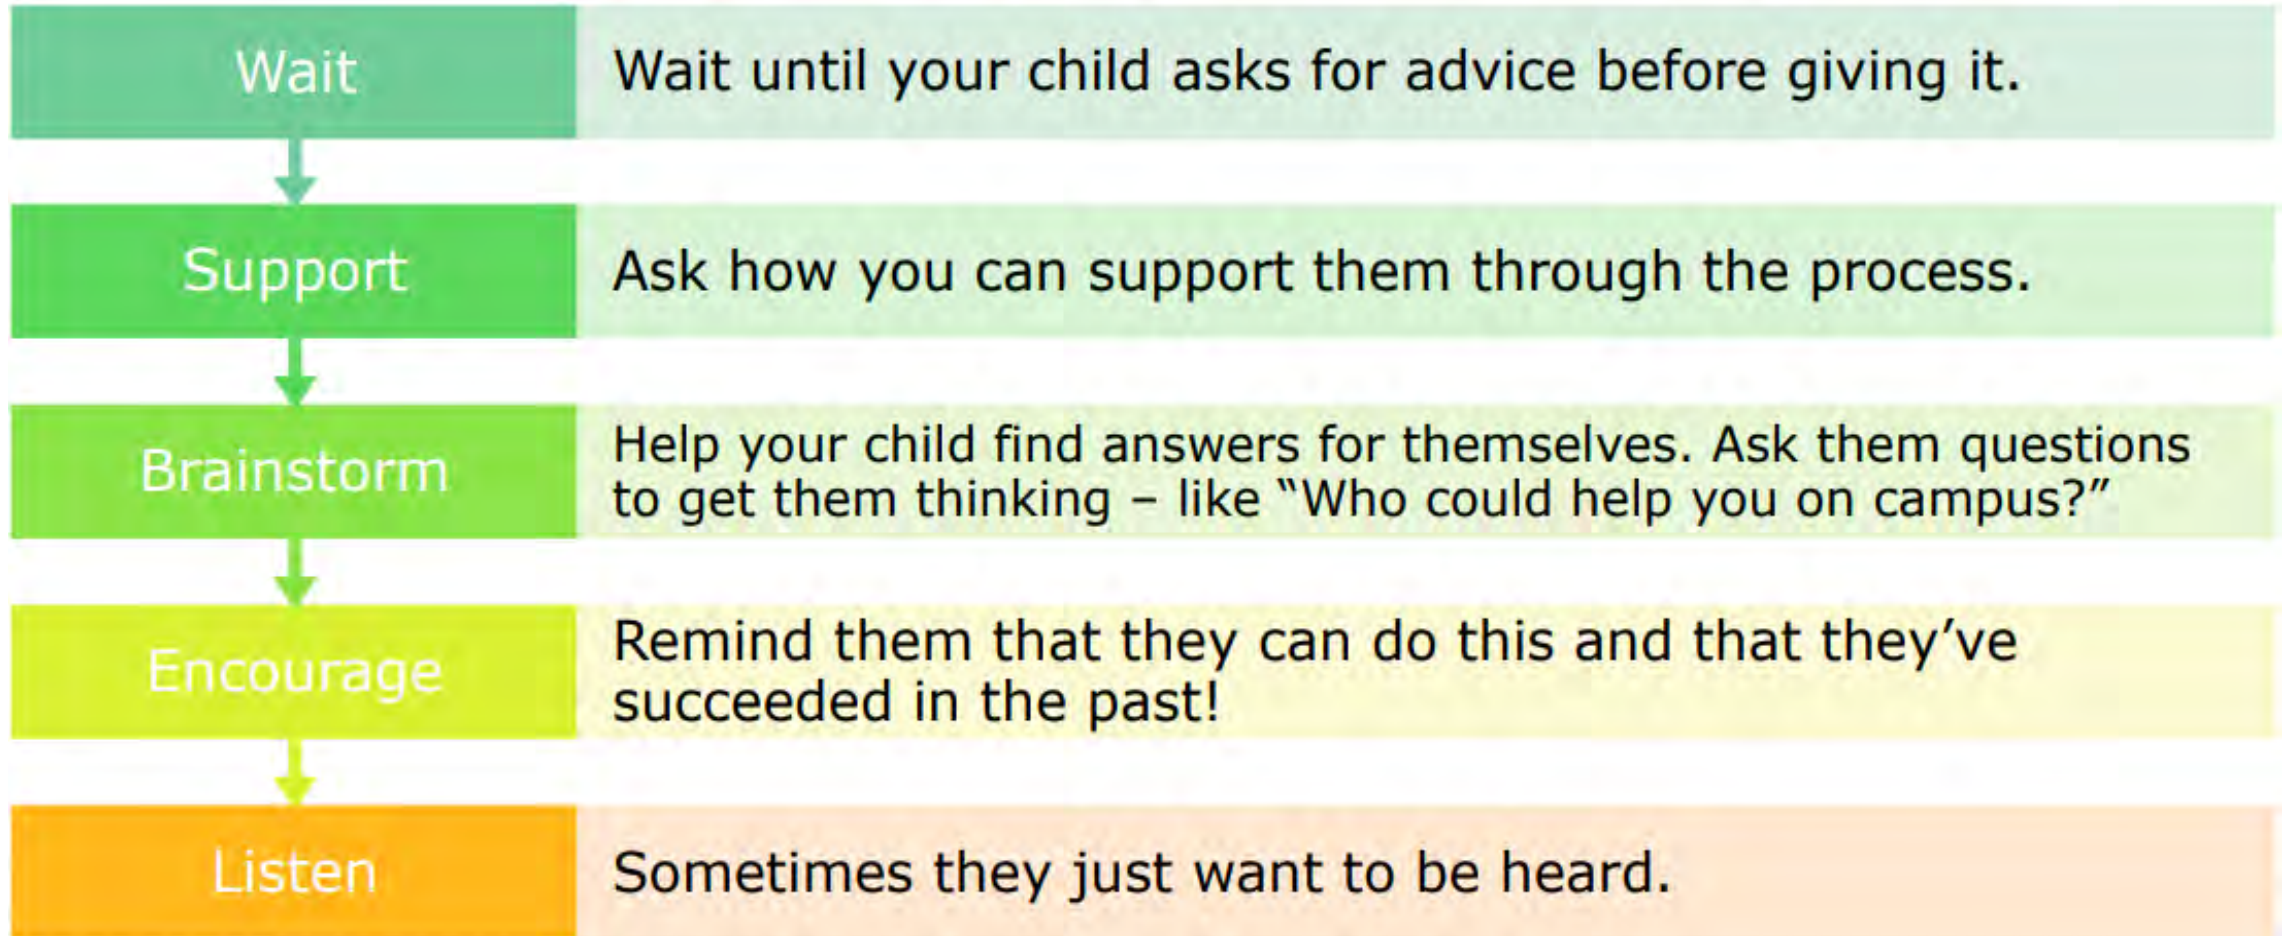 Wait
Wait until your child asks for advice before giving it.
Support
Ask how you can support them through the process.
Brainstorm
Help your child find answers for themselves. Ask them questions
to get them thinking – like “Who could help you on campus?”
Encourage
Remind them that they can do this and that they’ve
succeeded in the past!
Listen
Sometimes they just want to be heard.